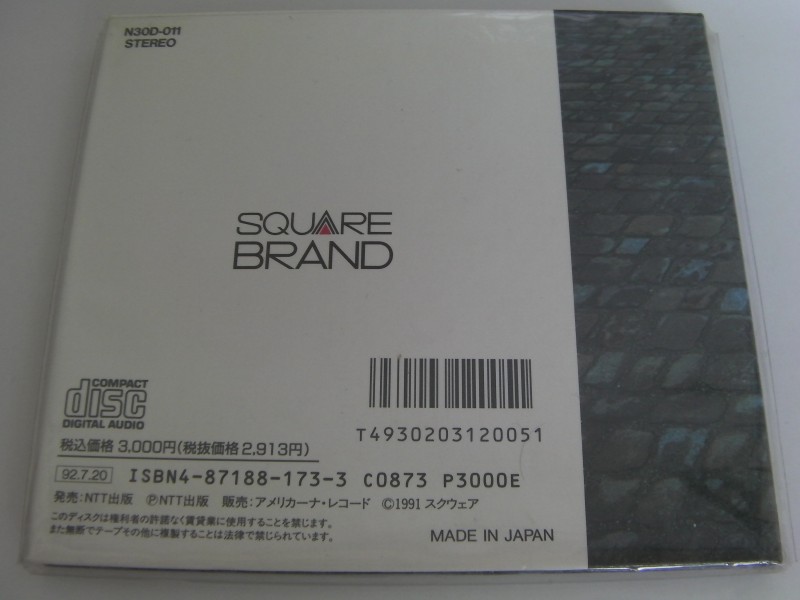 N30D-011
STEREO
SQUARE
BRAND
COMPACT
disc
DIGITAL AUDIO
T4930203120051
税込価格 3,000円(税抜価格2,913円)
92.7.20 ISBN4-87188-173-3 C0873 P3000E
発売:NTT出版 ℗NTT出版 販売:アメリカーナ・レコード ©1991 スクウェア
このディスクは権利者の許諾なく賃貸業に使用することを禁じます。
また無断でテープその他に複製することは法律で禁じられています。
MADE IN JAPAN